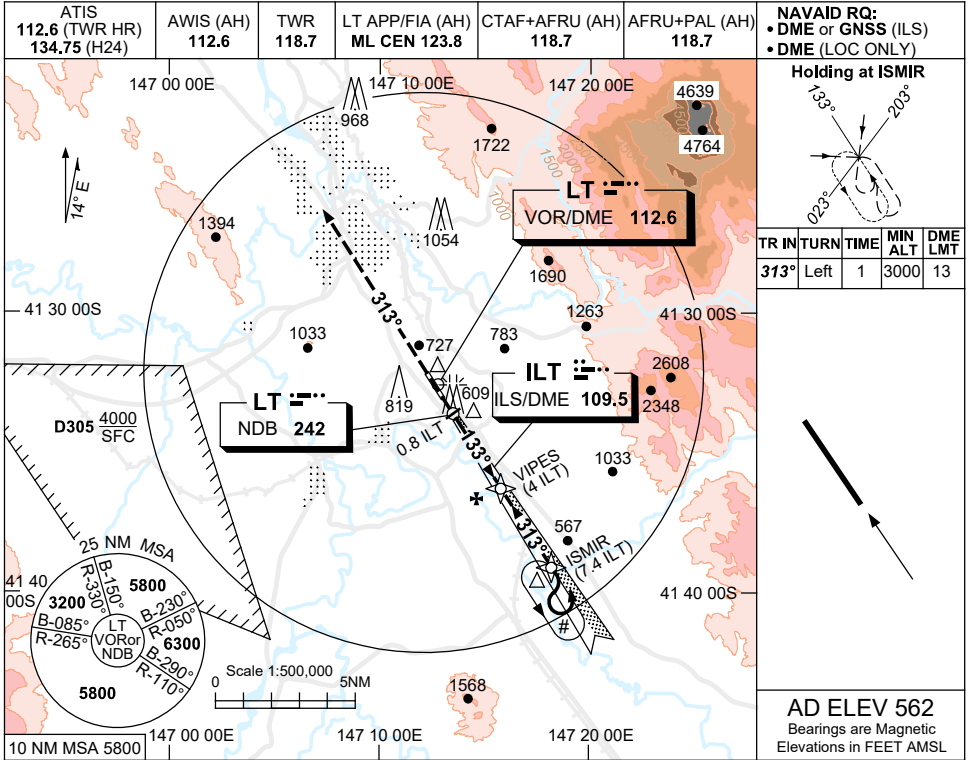 ATIS
112.6 (TWR HR)
134.75 (H24)
AWIS (AH)
112.6
TWR
118.7
LT APP/FIA (AH)
ML CEN 123.8
CTAF+AFRU (AH)
118.7
AFRU+PAL (AH)
118.7
NAVAID RQ:
• DME or GNSS (ILS)
• DME (LOC ONLY)
147 00 00E
147 10 00E
147 20 00E
968
1722
4639
4764
1500
2000
1500
1000
14° E
1394
1054
LT
VOR/DME 112.6
1690
313°
41 30 00S
1263
41 30 00S
1033
727
783
2608
2348
ILT
ILS/DME 109.5
609
819
LT
NDB 242
D305 4000
SFC
0.8 ILT
133°
VIPES
(4 ILT)
1033
313°
567
ISMIR
(7.4 ILT)
#
25 NM MSA
41 40
00S
41 40 00S
B-150°
R-330°
5800
3200
B-230°
R-050°
B-085°
R-265°
LT
VORor
NDB
6300
B-290°
R-110°
5800
Scale 1:500,000
0
5NM
1568
10 NM MSA 5800
147 00 00E
147 10 00E
147 20 00E
Holding at ISMIR
133°
203°
023°
TR IN TURN TIME MIN ALT DME LMT
313° Left 1 3000 13
AD ELEV 562
Bearings are Magnetic
Elevations in FEET AMSL